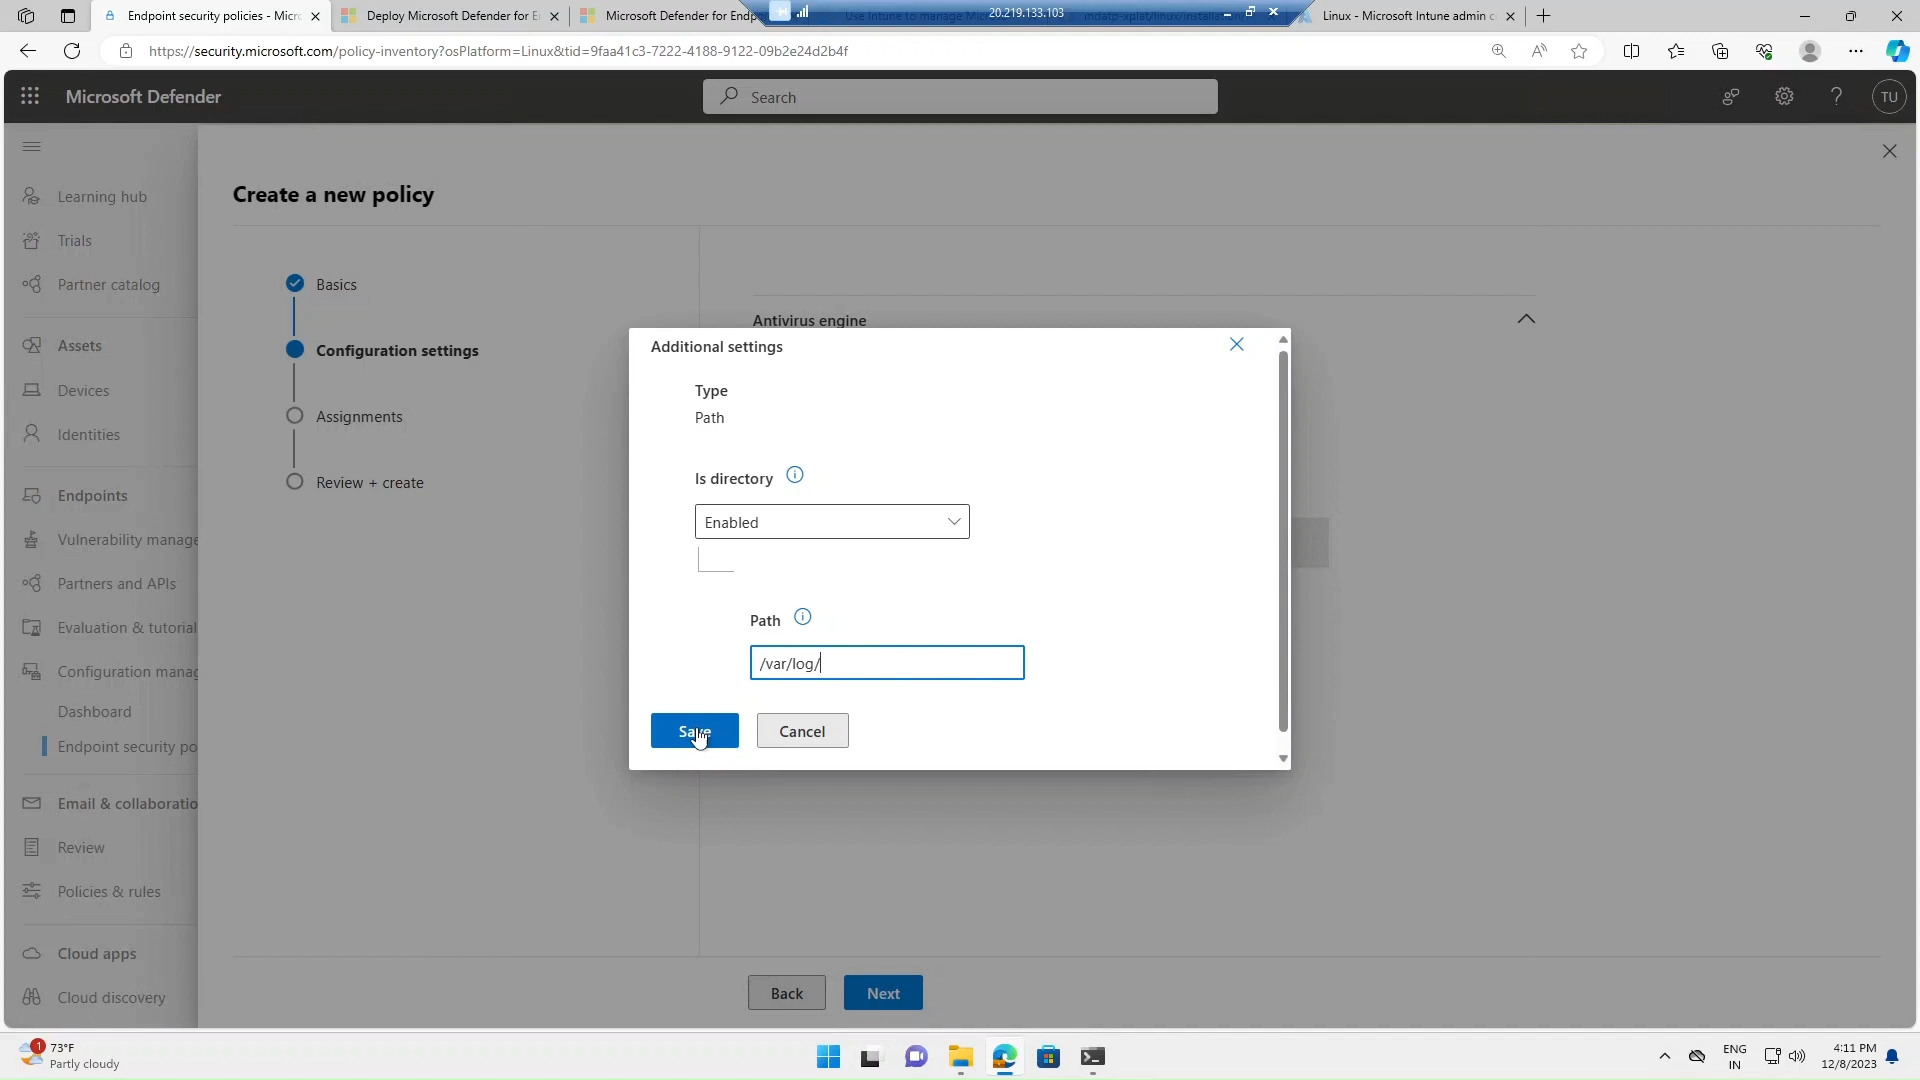 Endpoint security policies - Micr
Deploy Microsoft Defender for E
Microsoft Defender for Endp
20.219.133.103
Linux - Microsoft Intune admin c
https://security.microsoft.com/policy-inventory?osPlatform=Linux&tid=9faa41c3-7222-4188-9122-09b2e24d2b4f
Microsoft Defender
Search
TU
Learning hub
Trials
Partner catalog
Assets
Devices
Identities
Endpoints
Vulnerability manage
Partners and APIs
Evaluation & tutorial
Configuration manag
Dashboard
Endpoint security po
Email & collaboratio
Review
Policies & rules
Cloud apps
Cloud discovery
Create a new policy
Basics
Configuration settings
Assignments
Review + create
Antivirus engine
Additional settings
Type
Path
Is directory
Enabled
Path
/var/log/
Save
Cancel
Back
Next
1
73°F
Partly cloudy
ENG
IN
4:11 PM
12/8/2023